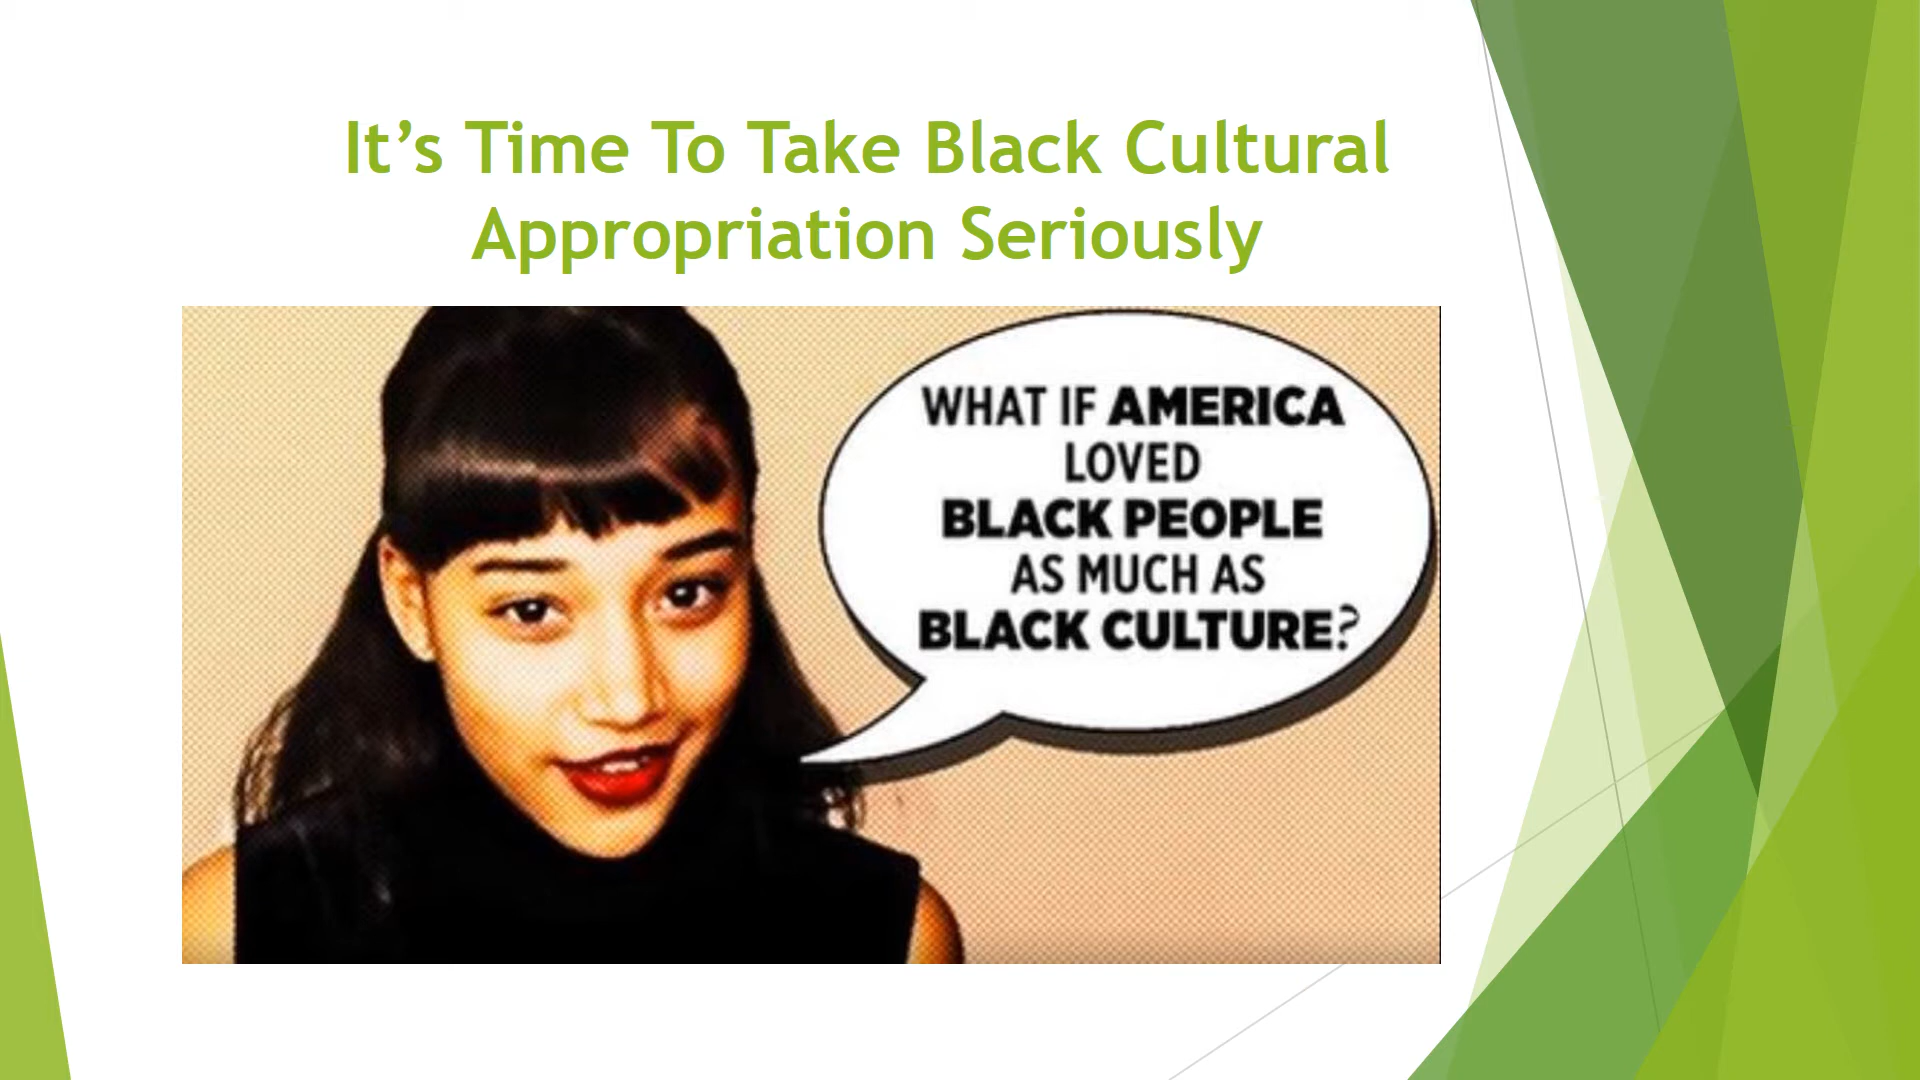 It’s Time To Take Black Cultural
Appropriation Seriously
WHAT IF AMERICA
LOVED
BLACK PEOPLE
AS MUCH AS
BLACK CULTURE?